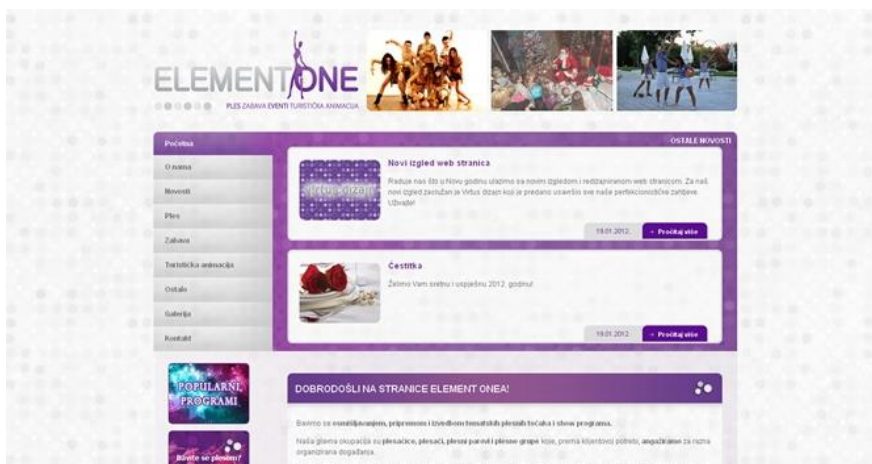 ELEMENTONE
PLES ZABAVA EVENTI TURISTIČKA ANIMACIJA
OSTALE NOVOSTI
Početna
O nama
Novosti
Ples
Zabava
Turistička animacija
Ostalo
Galerija
Kontakt
virtus dizajn
Novi izgled web stranica
Raduje nas što u Novu godinu ulazimo sa novim izgledom i redizajniranom web stranicom. Za naš
novi izgled zaslužan je Virtus dizajn koji je predano usavršio sve naše perfekcionističke zahtjeve.
Uživajte!
19.01.2012.
Pročitaj više
Čestitka
Želimo Vam sretnu i uspješnu 2012. godinu!
19.01.2012.
Pročitaj više
POPULARNI
PROGRAMI
Bavite se plesom?
DOBRODOŠLI NA STRANICE ELEMENT ONEA!
Bavimo se osmišljavanjem, pripremom i izvedbom tematskih plesnih točaka i show programa.
Naša glavna okupacija su plesačice, plesači, plesni parovi i plesne grupe koje, prema klijentovoj potrebi, angažiramo za razna
organizirana događanja.